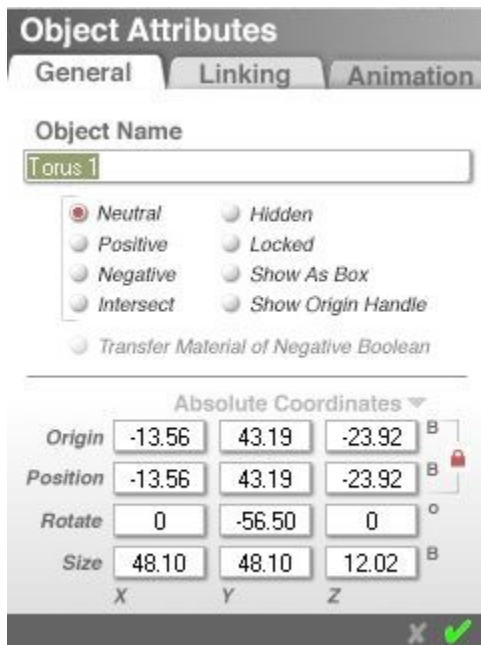 Object Attributes
General Linking Animation
Object Name
Torus 1
Neutral Hidden
Positive Locked
Negative Show As Box
Intersect Show Origin Handle
Transfer Material of Negative Boolean
Absolute Coordinates
Origin -13.56 43.19 -23.92 B
Position -13.56 43.19 -23.92 B
Rotate 0 -56.50 0 o
Size 48.10 48.10 12.02 B
X Y Z